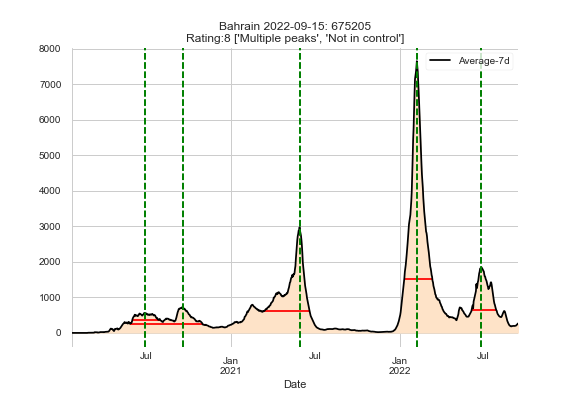 Bahrain 2022-09-15: 675205
Rating:8 ['Multiple peaks', 'Not in control']
Average-7d
8000
7000
6000
5000
4000
3000
2000
1000
0
Jul
Jan
2021
Jul
Jan
2022
Jul
Date